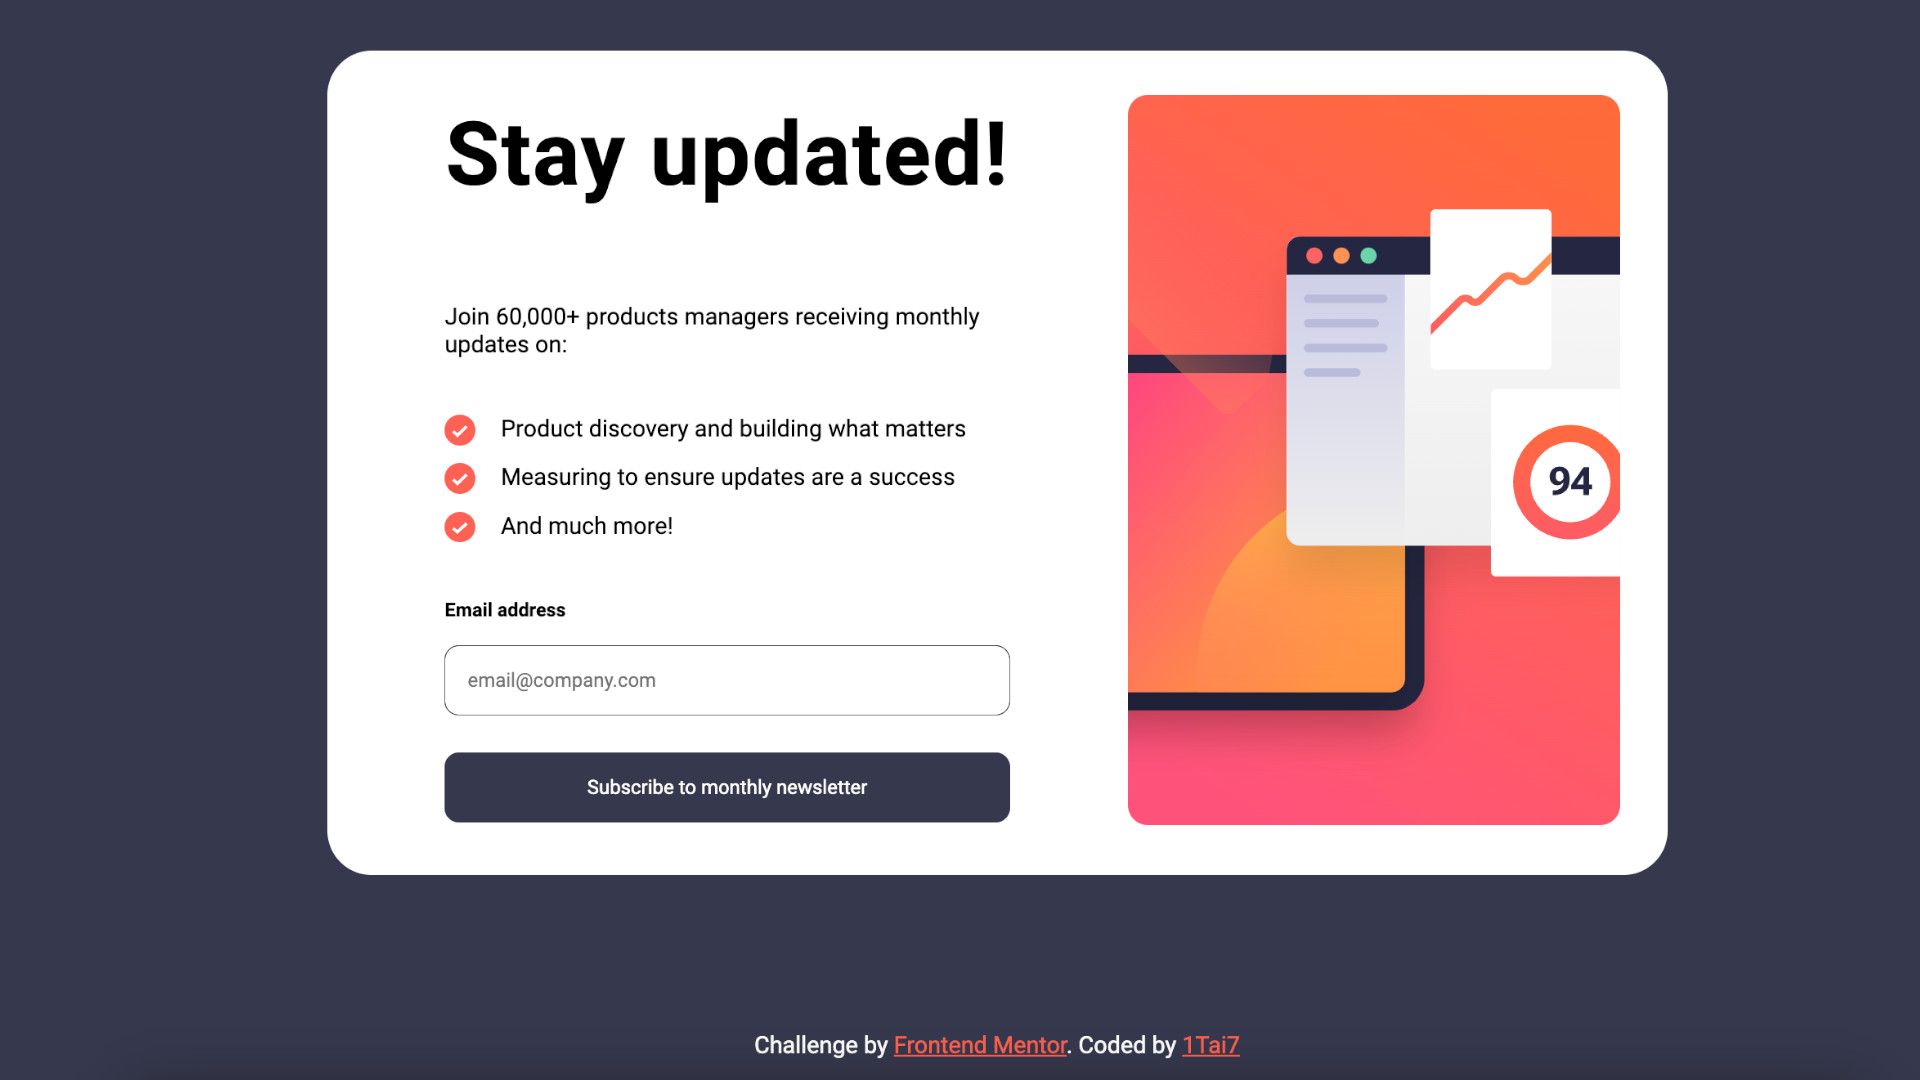 Stay updated!
Join 60,000+ products managers receiving monthly
updates on:
Product discovery and building what matters
Measuring to ensure updates are a success
And much more!
Email address
email@company.com
Subscribe to monthly newsletter
94
Challenge by Frontend Mentor. Coded by 1Tai7